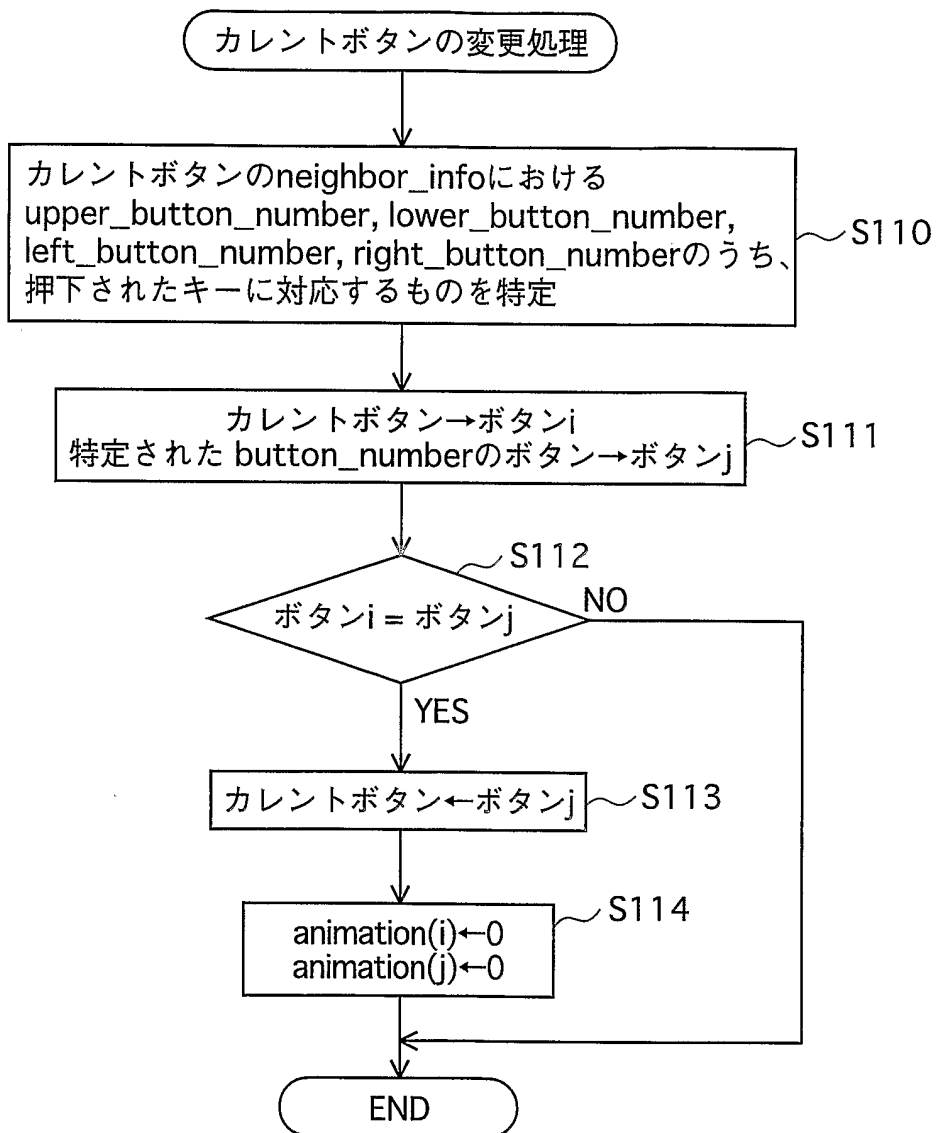 カレントボタンの変更処理
カレントボタンのneighbor_infoにおける
upper_button_number, lower_button_number,
left_button_number, right_button_numberのうち、
押下されたキーに対応するものを特定
S110
カレントボタン→ボタンi
特定された button_numberのボタン→ボタンj
S111
S112
ボタンi = ボタンj
NO
YES
カレントボタン←ボタンj
S113
animation(i)←0
animation(j)←0
S114
END